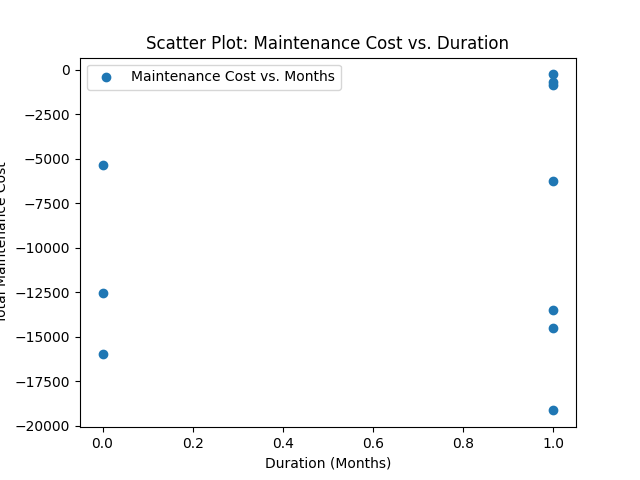 Scatter Plot: Maintenance Cost vs. Duration
Maintenance Cost vs. Months
0
−2500
−5000
−7500
−10000
−12500
−15000
−17500
−20000
Total Maintenance Cost
0.0 0.2 0.4 0.6 0.8 1.0
Duration (Months)